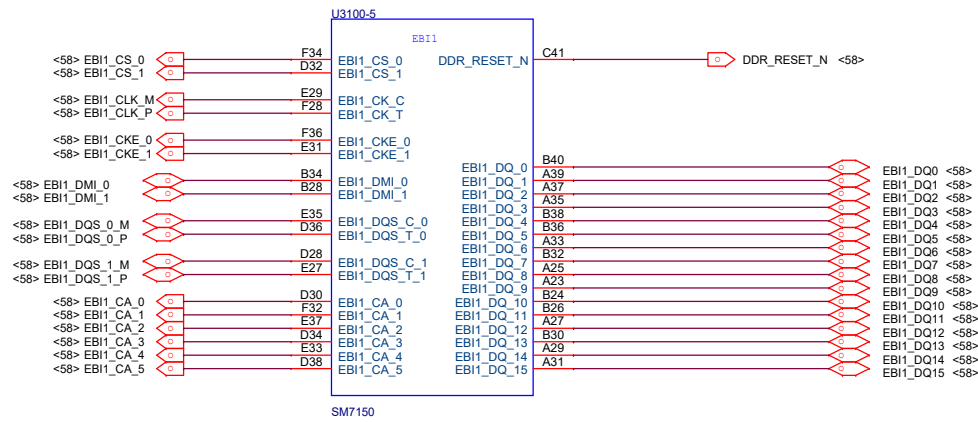 U3100-5
EBI1
<58> EBI1_CS_0 F34 EBI1_CS_0
<58> EBI1_CS_1 D32 EBI1_CS_1
<58> EBI1_CLK_M E29 EBI1_CK_C
<58> EBI1_CLK_P F28 EBI1_CK_T
<58> EBI1_CKE_0 F36 EBI1_CKE_0
<58> EBI1_CKE_1 E31 EBI1_CKE_1
<58> EBI1_DMI_0 B34 EBI1_DMI_0
<58> EBI1_DMI_1 B28 EBI1_DMI_1
<58> EBI1_DQS_0_M E35 EBI1_DQS_C_0
<58> EBI1_DQS_0_P D36 EBI1_DQS_T_0
<58> EBI1_DQS_1_M D28 EBI1_DQS_C_1
<58> EBI1_DQS_1_P E27 EBI1_DQS_T_1
<58> EBI1_CA_0 D30 EBI1_CA_0
<58> EBI1_CA_1 F32 EBI1_CA_1
<58> EBI1_CA_2 E37 EBI1_CA_2
<58> EBI1_CA_3 D34 EBI1_CA_3
<58> EBI1_CA_4 E33 EBI1_CA_4
<58> EBI1_CA_5 D38 EBI1_CA_5
DDR_RESET_N C41 DDR_RESET_N <58>
EBI1_DQ_0 B40 EBI1_DQ0 <58>
EBI1_DQ_1 A39 EBI1_DQ1 <58>
EBI1_DQ_2 A37 EBI1_DQ2 <58>
EBI1_DQ_3 A35 EBI1_DQ3 <58>
EBI1_DQ_4 B38 EBI1_DQ4 <58>
EBI1_DQ_5 B36 EBI1_DQ5 <58>
EBI1_DQ_6 A33 EBI1_DQ6 <58>
EBI1_DQ_7 B32 EBI1_DQ7 <58>
EBI1_DQ_8 A25 EBI1_DQ8 <58>
EBI1_DQ_9 A23 EBI1_DQ9 <58>
EBI1_DQ_10 B24 EBI1_DQ10 <58>
EBI1_DQ_11 B26 EBI1_DQ11 <58>
EBI1_DQ_12 A27 EBI1_DQ12 <58>
EBI1_DQ_13 B30 EBI1_DQ13 <58>
EBI1_DQ_14 A29 EBI1_DQ14 <58>
EBI1_DQ_15 A31 EBI1_DQ15 <58>
SM7150